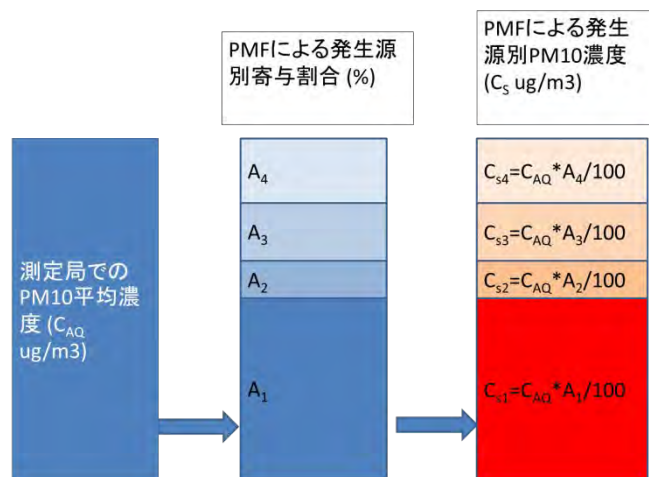 PMFによる発生源
別寄与割合 (%)
PMFによる発生
源別PM10濃度
(CS ug/m3)
測定局での
PM10平均濃
度 (CAQ
ug/m3)
A4
A3
A2
A1
Cs4=CAQ*A4/100
Cs3=CAQ*A3/100
Cs2=CAQ*A2/100
Cs1=CAQ*A1/100